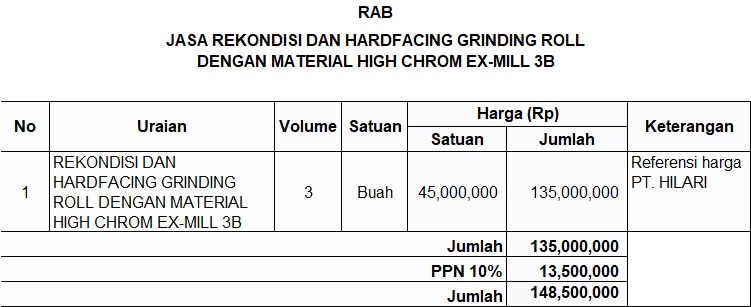 RAB
JASA REKONDISI DAN HARDFACING GRINDING ROLL
DENGAN MATERIAL HIGH CHROM EX-MILL 3B
No Uraian Volume Satuan Harga (Rp) Keterangan
Satuan Jumlah
1 REKONDISI DAN
HARDFACING GRINDING
ROLL DENGAN MATERIAL
HIGH CHROM EX-MILL 3B 3 Buah 45,000,000 135,000,000 Referensi harga
PT. HILARI
Jumlah 135,000,000
PPN 10% 13,500,000
Jumlah 148,500,000